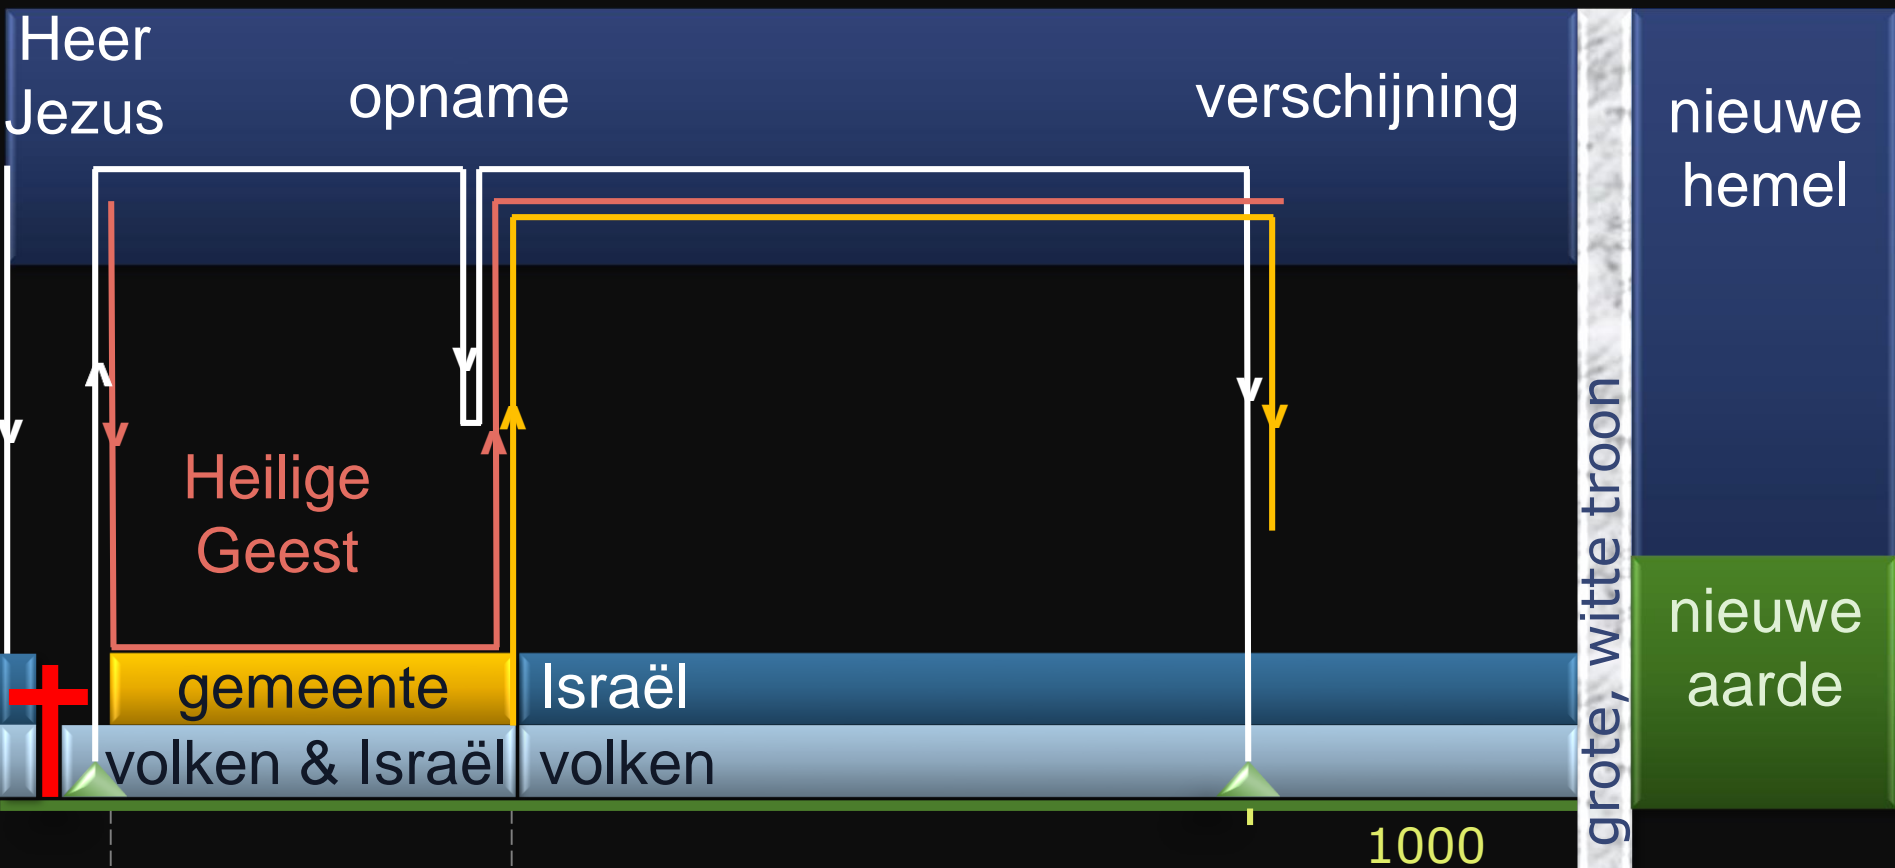 Heer
Jezus
opname
verschijning
nieuwe
hemel
Heilige
Geest
gemeente
Israël
volken & Israël
volken
1000
grote, witte troon
nieuwe
aarde